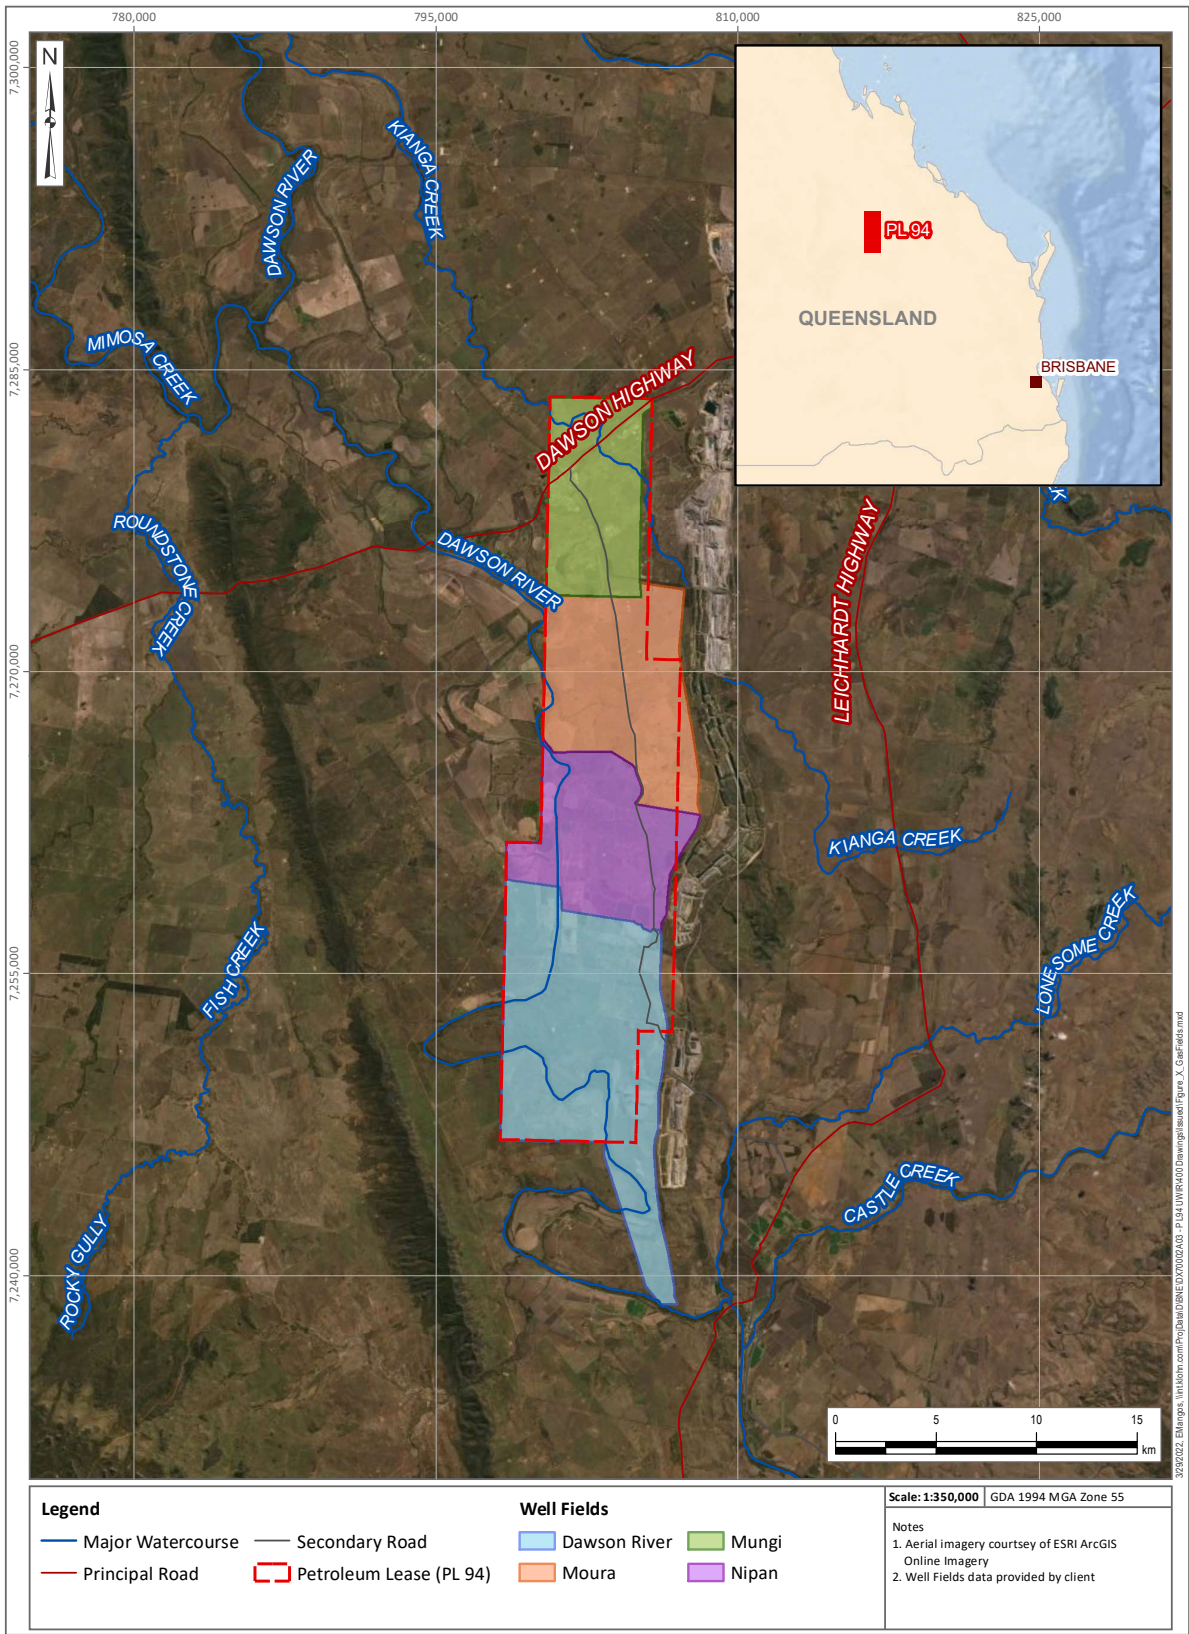 780,000
795,000
810,000
825,000
7,300,000
7,285,000
7,270,000
7,255,000
7,240,000
N
KIANGA CREEK
DAWSON RIVER
MIMOSA CREEK
PL 94
QUEENSLAND
BRISBANE
DAWSON HIGHWAY
ROUNDSTONE CREEK
DAWSON RIVER
LEICHHARDT HIGHWAY
KIANGA CREEK
LONESOME CREEK
FISH CREEK
CASTLE CREEK
ROCKY GULLY
0 5 10 15
km
Legend
Major Watercourse
Principal Road
Secondary Road
Petroleum Lease (PL 94)
Well Fields
Dawson River
Moura
Mungi
Nipan
Scale: 1:350,000
GDA 1994 MGA Zone 55
Notes
1. Aerial imagery courtsey of ESRI ArcGIS
Online Imagery
2. Well Fields data provided by client